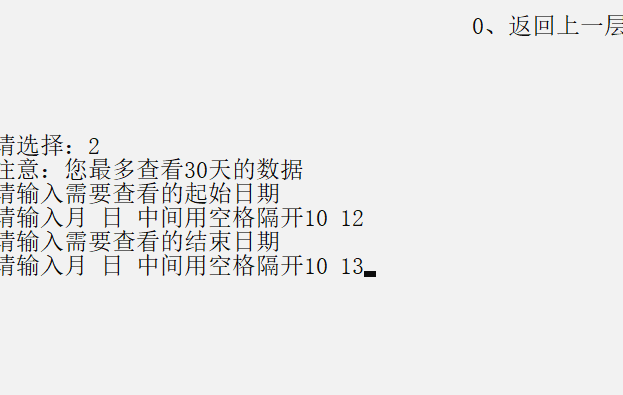 0、返回上一层
请选择：2
注意：您最多查看30天的数据
请输入需要查看的起始日期
请输入月 日 中间用空格隔开10 12
请输入需要查看的结束日期
请输入月 日 中间用空格隔开10 13